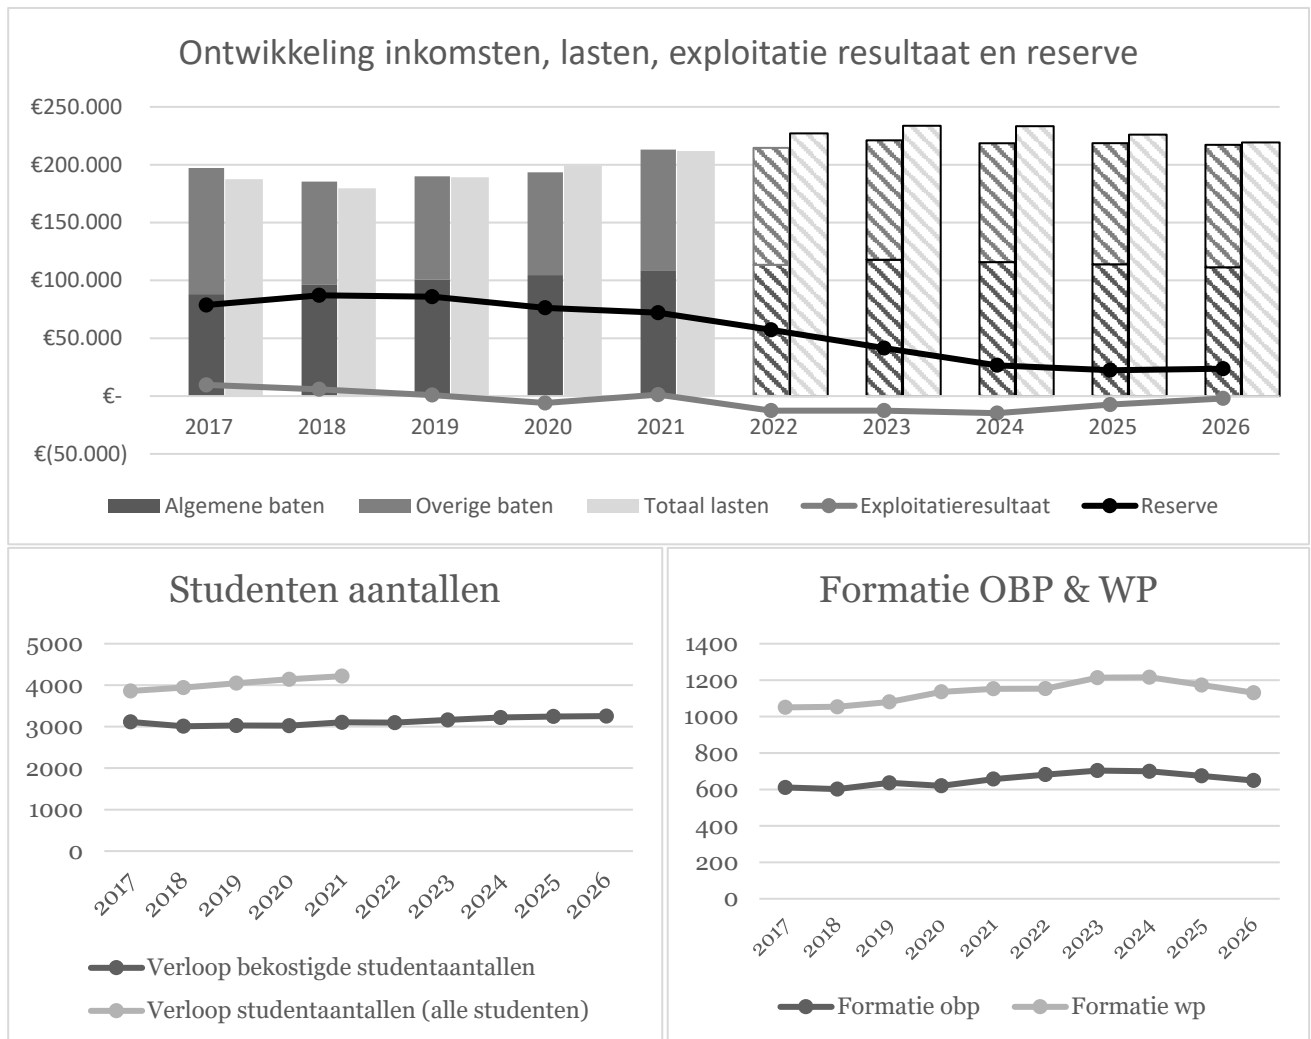 Ontwikkeling inkomsten, lasten, exploitatie resultaat en reserve
€250.000
€200.000
€150.000
€100.000
€50.000
€-
€(50.000)
2017 2018 2019 2020 2021 2022 2023 2024 2025 2026
Algemene baten Overige baten Totaal lasten Exploitatieresultaat Reserve
Studenten aantallen
5000
4000
3000
2000
1000
0
2017 2018 2019 2020 2021 2022 2023 2024 2025 2026
Verloop bekostigde studentaantallen
Verloop studentaantallen (alle studenten)
Formatie OBP & WP
1400
1200
1000
800
600
400
200
0
2017 2018 2019 2020 2021 2022 2023 2024 2025 2026
Formatie obp Formatie wp